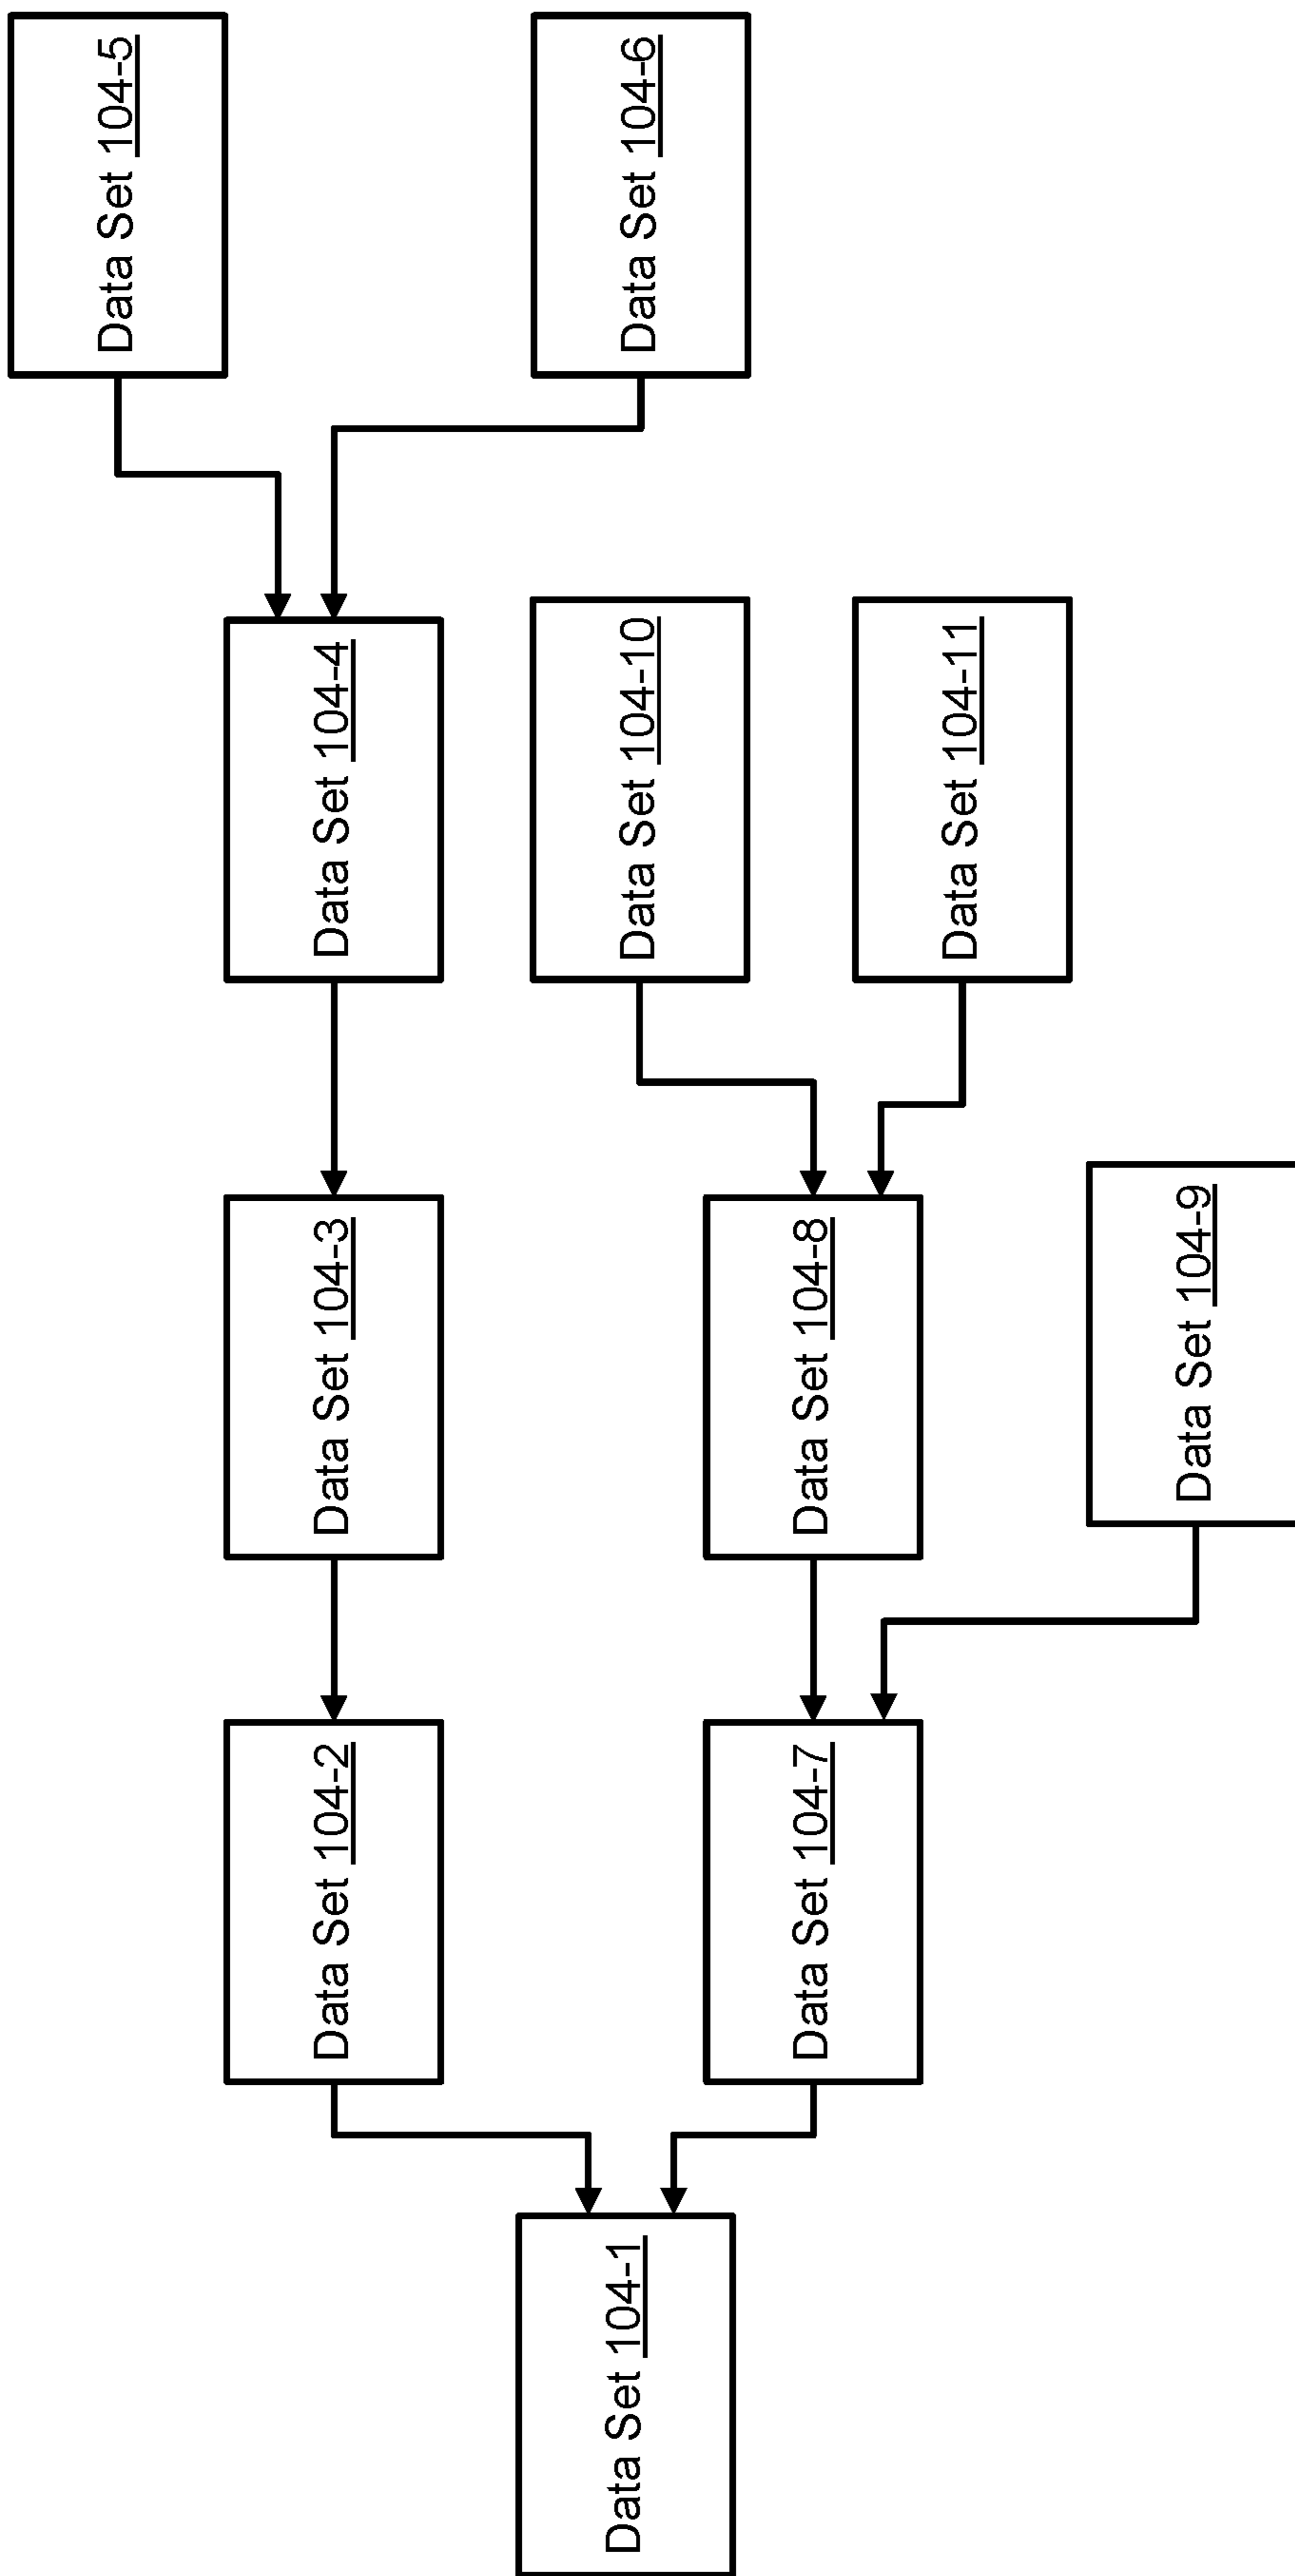 Data Set 104-5
Data Set 104-6
Data Set 104-4
Data Set 104-10
Data Set 104-11
Data Set 104-3
Data Set 104-8
Data Set 104-9
Data Set 104-2
Data Set 104-7
Data Set 104-1